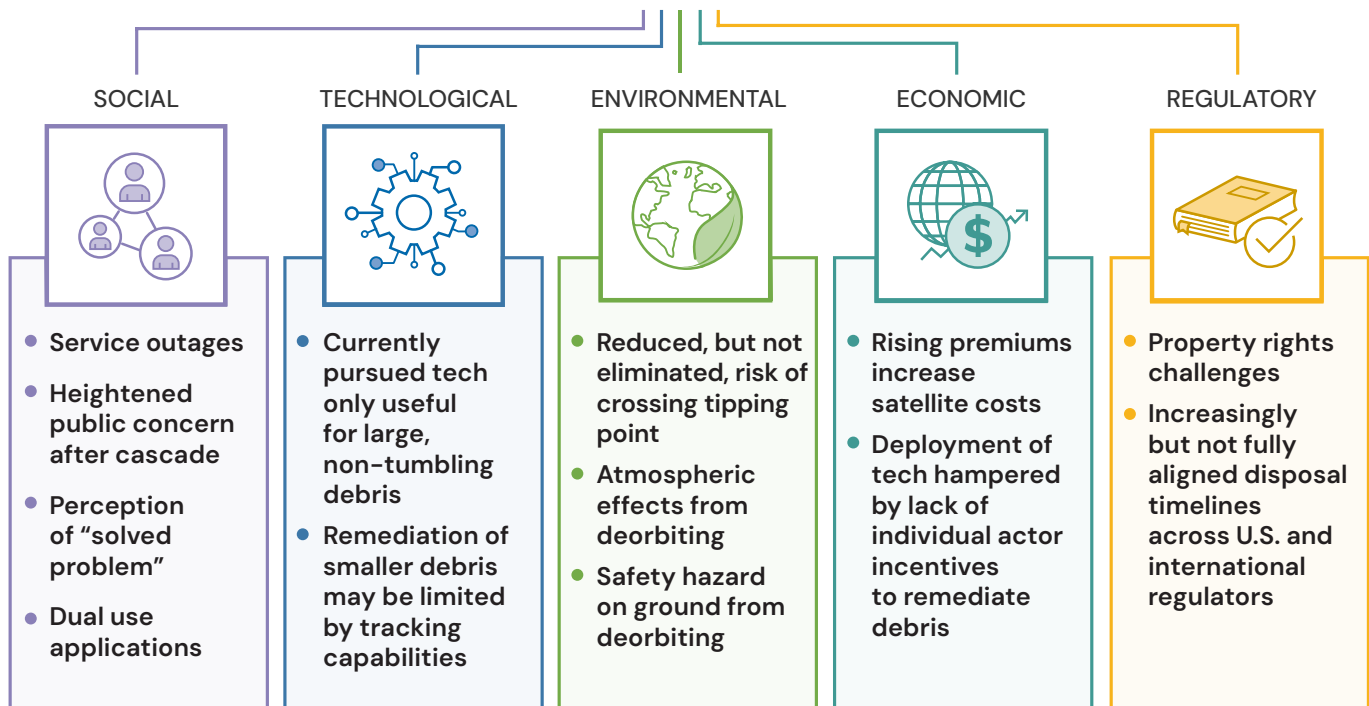 SOCIAL
TECHNOLOGICAL
ENVIRONMENTAL
ECONOMIC
REGULATORY
$
Service outages
Heightened
public concern
after cascade
Perception
of “solved
problem”
Dual use
applications
Currently
pursued tech
only useful
for large,
non-tumbling
debris
Remediation of
smaller debris
may be limited
by tracking
capabilities
Reduced, but not
eliminated, risk of
crossing tipping
point
Atmospheric
effects from
deorbiting
Safety hazard
on ground from
deorbiting
Rising premiums
increase
satellite costs
Deployment of
tech hampered
by lack of
individual actor
incentives
to remediate
debris
Property rights
challenges
Increasingly
but not fully
aligned disposal
timelines
across U.S. and
international
regulators